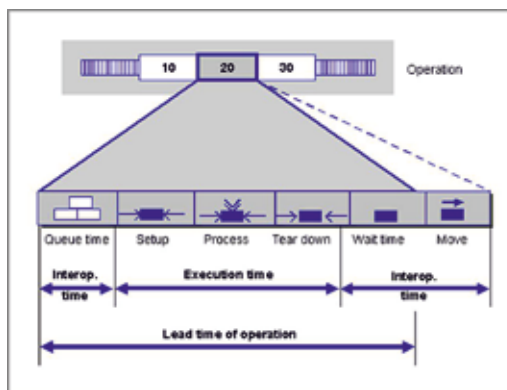 10 20 30
Operation
Queue time Setup Process Tear down Wait time Move
Interop. time
Execution time
Interop. time
Lead time of operation